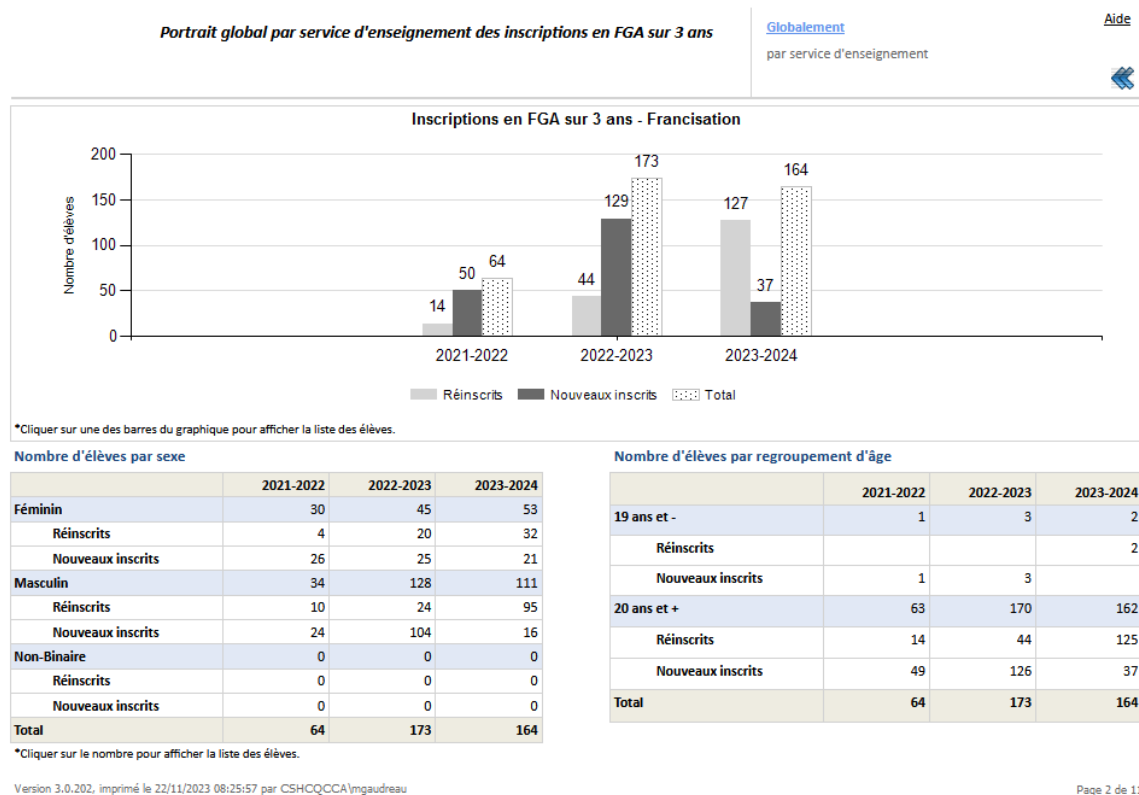 Portrait global par service d'enseignement des inscriptions en FGA sur 3 ans
Globalement
par service d'enseignement
Aide
Inscriptions en FGA sur 3 ans - Francisation
Nombre d'élèves
200
150
100
50
0
14 50 64
44 129 173
127 37 164
2021-2022 2022-2023 2023-2024
Réinscrits Nouveaux inscrits Total
*Cliquer sur une des barres du graphique pour afficher la liste des élèves.
Nombre d'élèves par sexe
2021-2022 2022-2023 2023-2024
Féminin 30 45 53
Réinscrits 4 20 32
Nouveaux inscrits 26 25 21
Masculin 34 128 111
Réinscrits 10 24 95
Nouveaux inscrits 24 104 16
Non-Binaire 0 0 0
Réinscrits 0 0 0
Nouveaux inscrits 0 0 0
Total 64 173 164
*Cliquer sur le nombre pour afficher la liste des élèves.
Nombre d'élèves par regroupement d'âge
2021-2022 2022-2023 2023-2024
19 ans et - 1 3 2
Réinscrits 2
Nouveaux inscrits 1 3
20 ans et + 63 170 162
Réinscrits 14 44 125
Nouveaux inscrits 49 126 37
Total 64 173 164
Version 3.0.202, imprimé le 22/11/2023 08:25:57 par CSHCQCCA\mgaudreau
Page 2 de 11